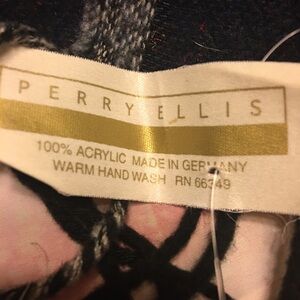 PERRY ELLIS
100% ACRYLIC MADE IN GERMANY
WARM HAND WASH RN 66349